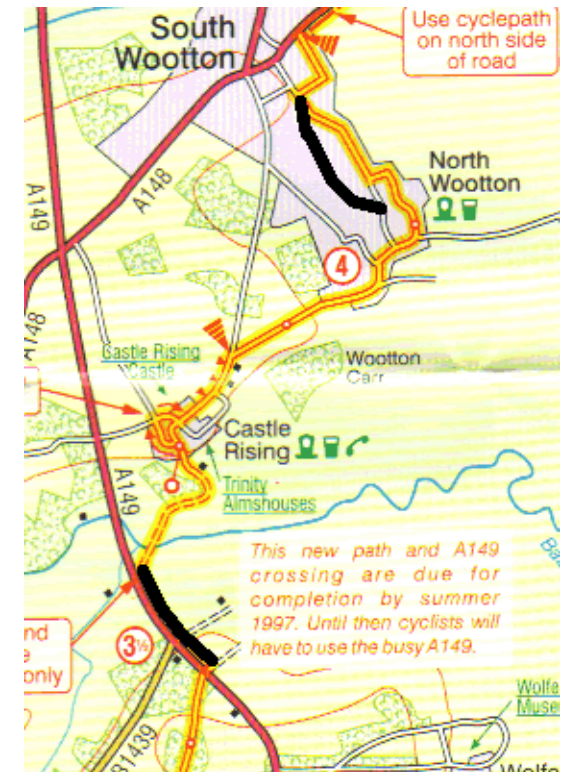 South
Wootton
Use cyclepath
on north side
of road
A149
A148
North
Wootton
4
A148
Castle Rising
Castle
Wootton
Carr
Castle
Rising
Trinity
Almshouses
A149
This new path and A149
crossing are due for
completion by summer
1997. Until then cyclists will
have to use the busy A149.
3½
only
B1439